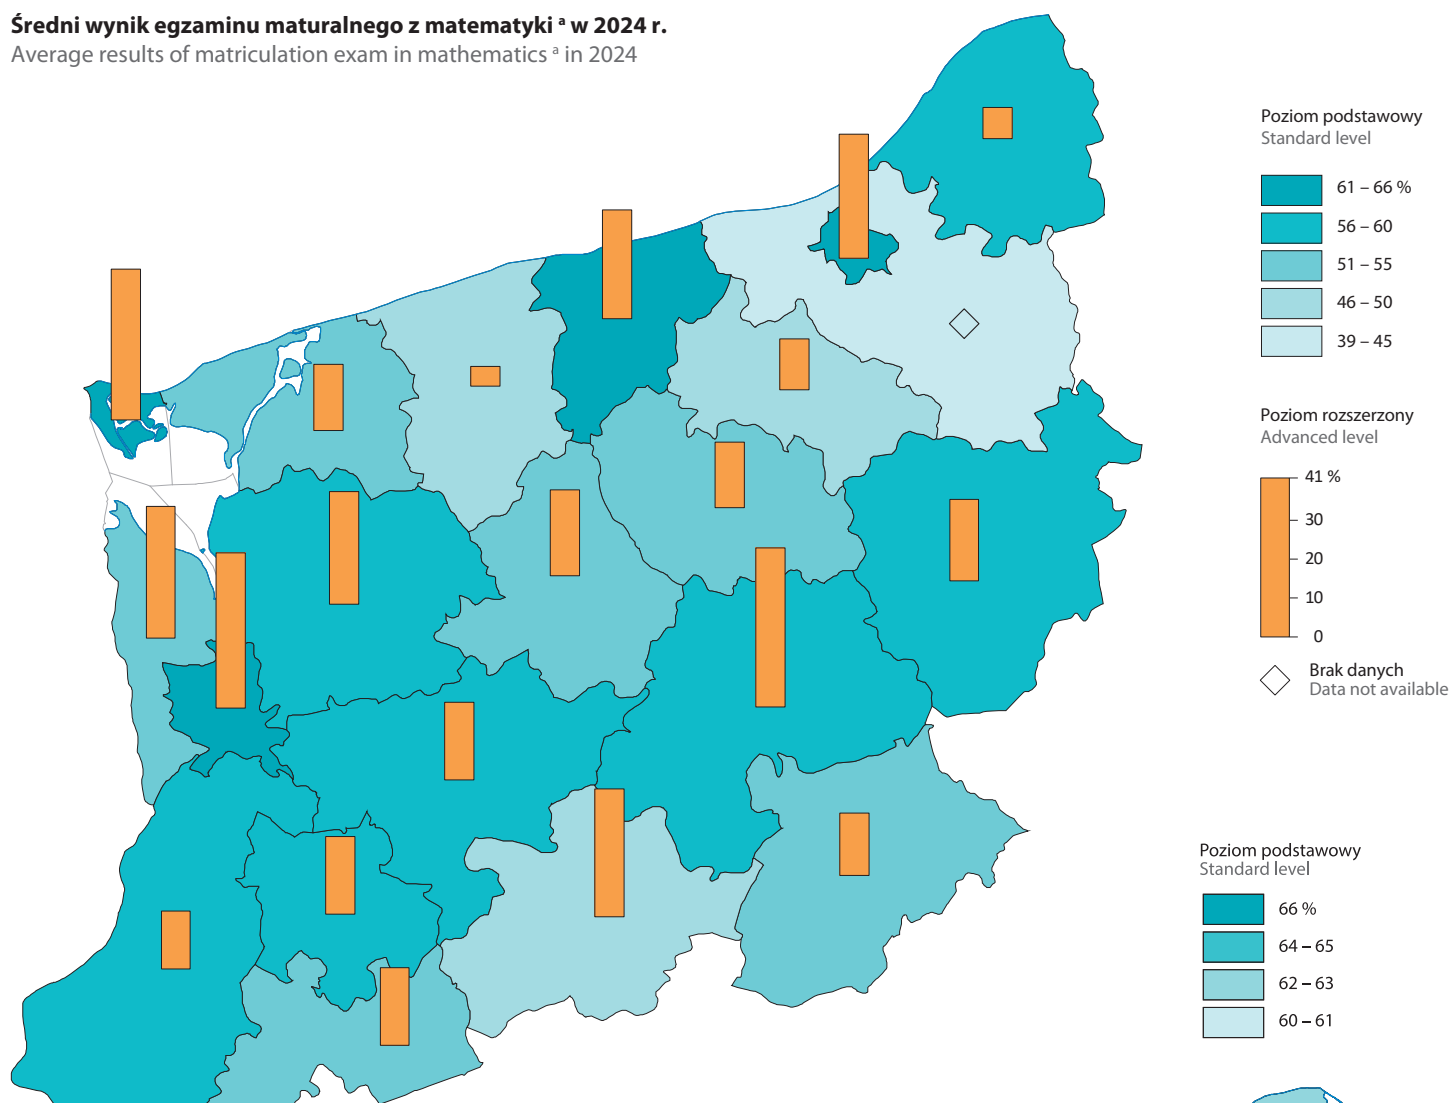 Średni wynik egzaminu maturalnego z matematyki ª w 2024 r.
Average results of matriculation exam in mathematics ª in 2024
Poziom podstawowy
Standard level
61 – 66 %
56 – 60
51 – 55
46 – 50
39 – 45
Poziom rozszerzony
Advanced level
41 %
30
20
10
0
Brak danych
Data not available
Poziom podstawowy
Standard level
66 %
64 – 65
62 – 63
60 – 61